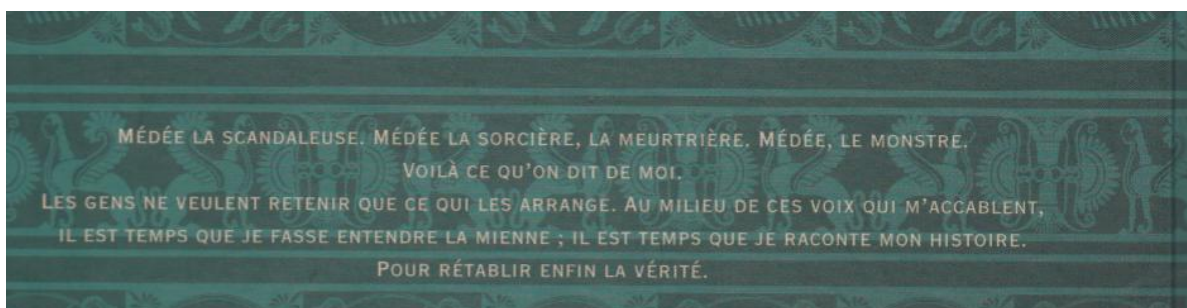 MÉDÉE LA SCANDALEUSE. MÉDÉE LA SORCIÈRE, LA MEURTRIÈRE. MÉDÉE, LE MONSTRE.
VOILÀ CE QU'ON DIT DE MOI.
LES GENS NE VEULENT RETENIR QUE CE QUI LES ARRANGE. AU MILIEU DE CES VOIX QUI M'ACCABLENT,
IL EST TEMPS QUE JE FASSE ENTENDRE LA MIENNE ; IL EST TEMPS QUE JE RACONTE MON HISTOIRE.
POUR RÉTABLIR ENFIN LA VÉRITÉ.